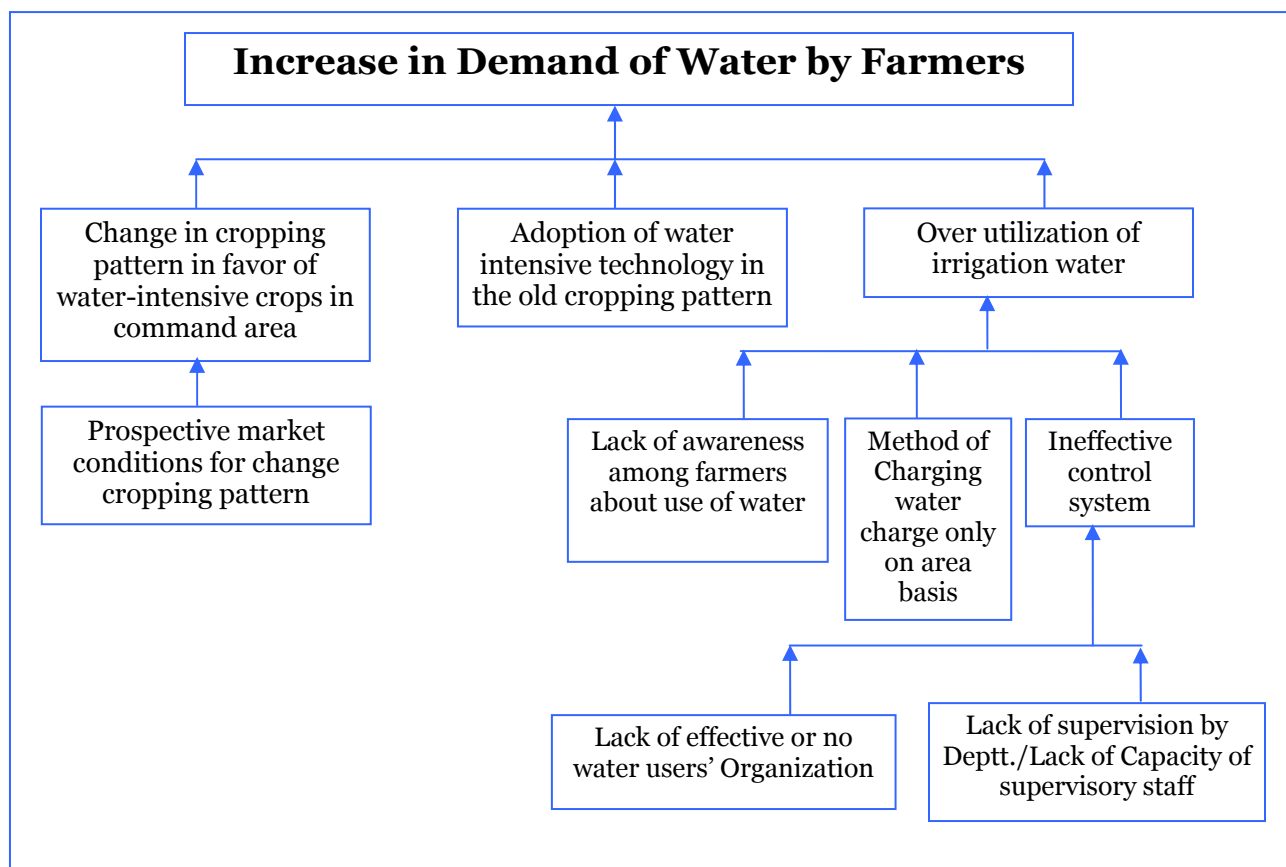 Increase in Demand of Water by Farmers
Change in cropping
pattern in favor of
water-intensive crops in
command area
Adoption of water
intensive technology in
the old cropping pattern
Over utilization of
irrigation water
Prospective market
conditions for change
cropping pattern
Lack of awareness
among farmers
about use of water
Method of
Charging
water
charge only
on area
basis
Ineffective
control
system
Lack of effective or no
water users’ Organization
Lack of supervision by
Deptt./Lack of Capacity of
supervisory staff